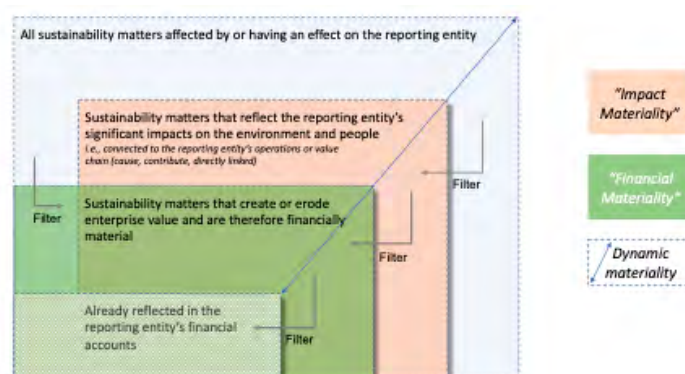 All sustainability matters affected by or having an effect on the reporting entity
Sustainability matters that reflect the reporting entity's
significant impacts on the environment and people
i.e., connected to the reporting entity's operations or value
chain (cause, contribute, directly linked)
Filter
Filter
Sustainability matters that create or erode
enterprise value and are therefore financially
material
Filter
Already reflected in the
reporting entity's financial
accounts
Filter
"Impact
Materiality"
"Financial
Materiality"
Dynamic
materiality